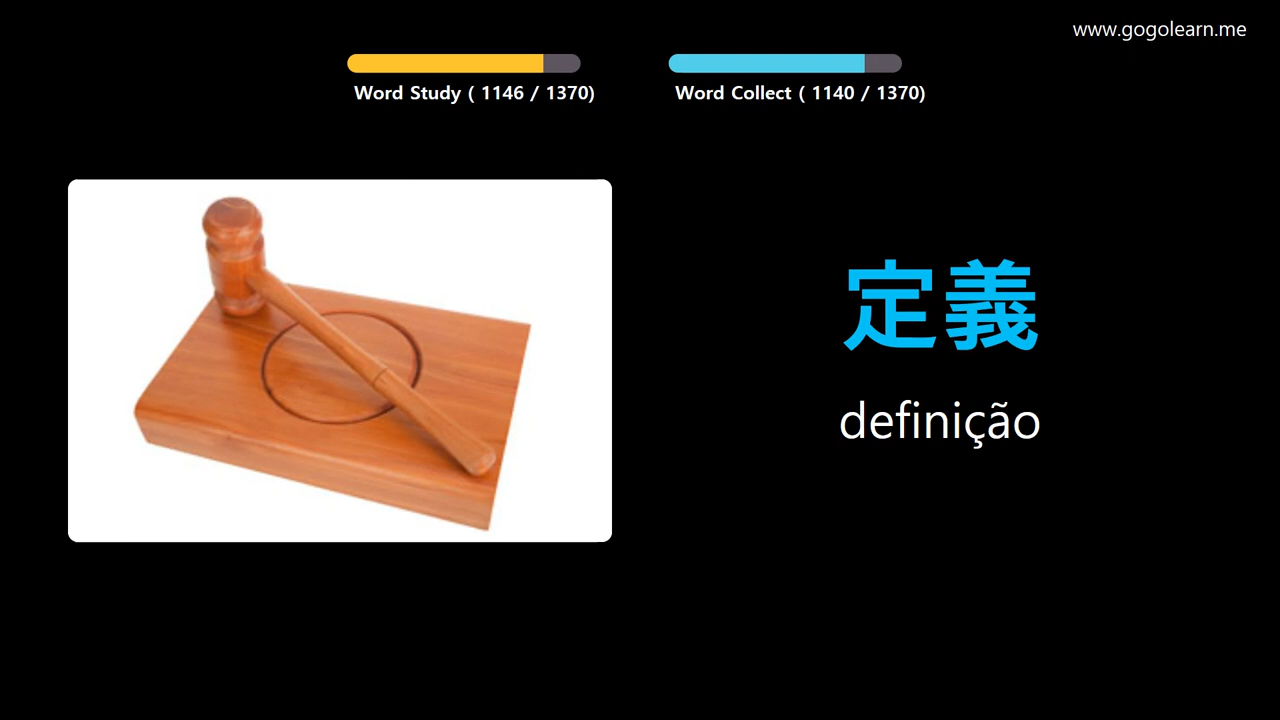 www.gogolearn.me
Word Study ( 1146 / 1370)
Word Collect ( 1140 / 1370)
定義
definição